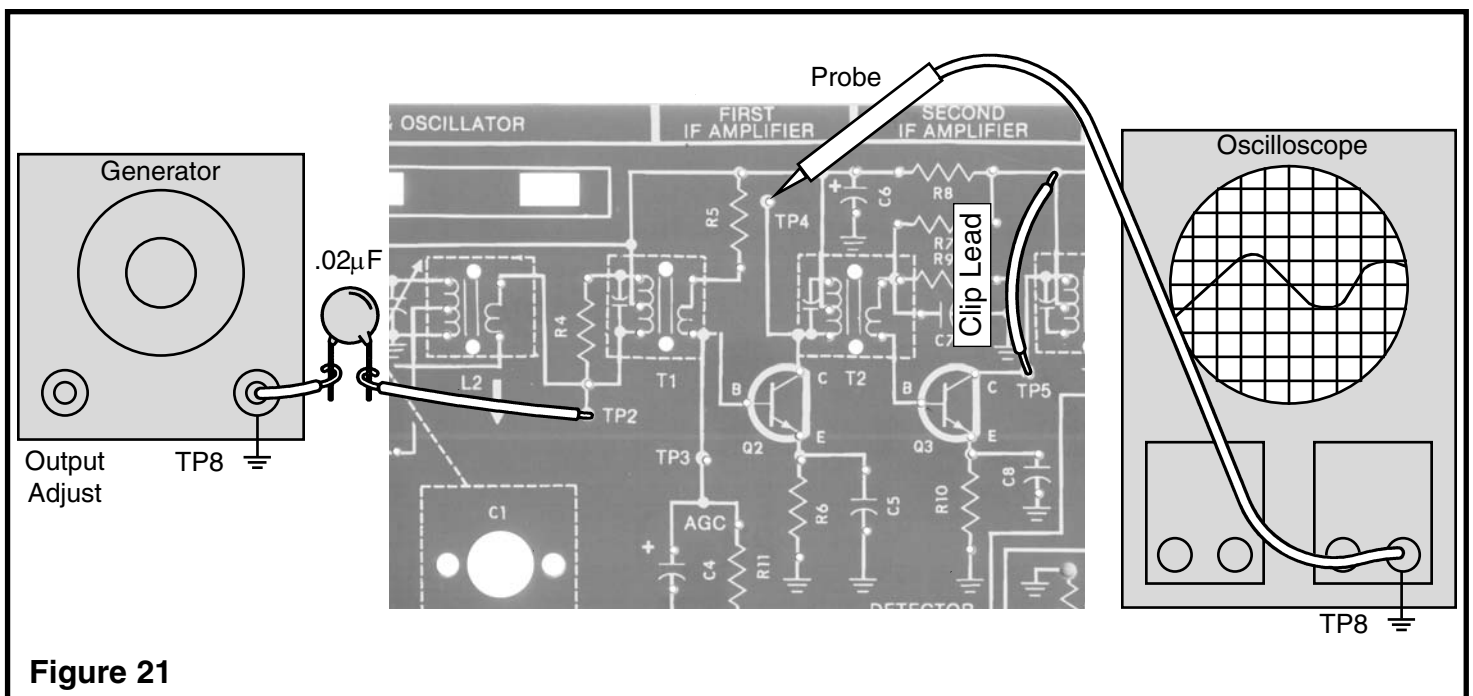 Probe
& OSCILLATOR
FIRST
IF AMPLIFIER
SECOND
IF AMPLIFIER
Generator
Oscilloscope
.02µF
R5
TP4
+
C6
R8
R7
R9
Clip Lead
C7
R4
L2
T1
T2
TP5
TP2
B
C
E
Q2
B
C
E
Q3
TP3
Output
Adjust
TP8
C1
AGC
+
C4
R11
R6
C5
R10
C8
DETECTOR
TP8
Figure 21